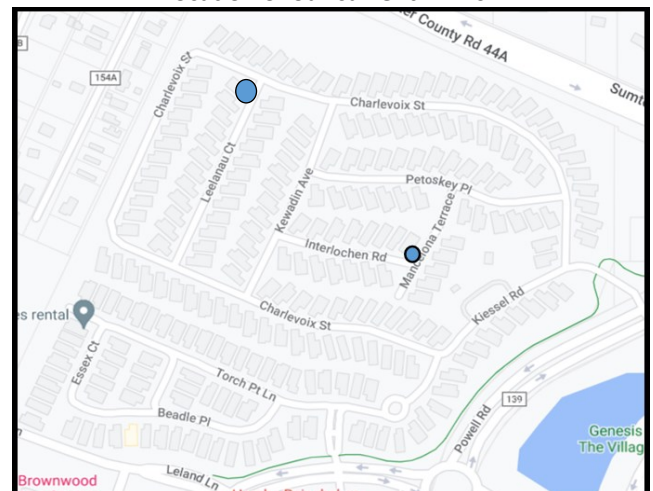 er County Rd 44A
154A
Sumt
Charlevoix St
Charlevoix St
Leelanau Ct
Kewadin Ave
Petoskey Pl
Mancelona Terrace
Interlochen Rd
Kiessel Rd
Charlevoix St
es rental
Essex Ct
Torch Pt Ln
Beadle Pl
139
Powell Rd
Genesis
The Villag
Leland Ln
Brownwood